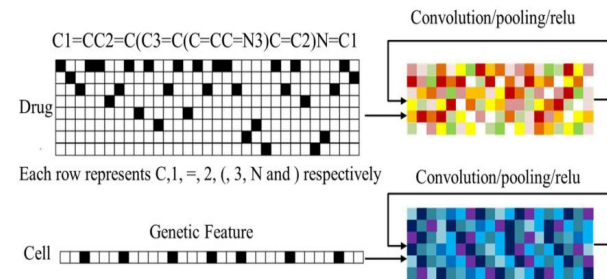 Convolution/pooling/relu
C1=CC2=C(C3=C(C=CC=N3)C=C2)N=C1
Drug
Each row represents C,1, =, 2, (, 3, N and ) respectively
Convolution/pooling/relu
Genetic Feature
Cell